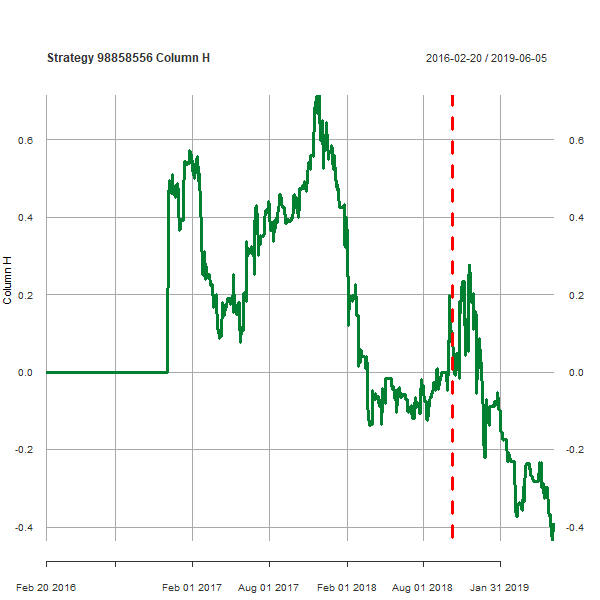 Strategy 98858556 Column H
2016-02-20 / 2019-06-05
0.6
0.6
0.4
0.4
0.2
0.2
0.0
0.0
-0.2
-0.2
-0.4
-0.4
Column H
Feb 20 2016
Feb 01 2017
Aug 01 2017
Feb 01 2018
Aug 01 2018
Jan 31 2019